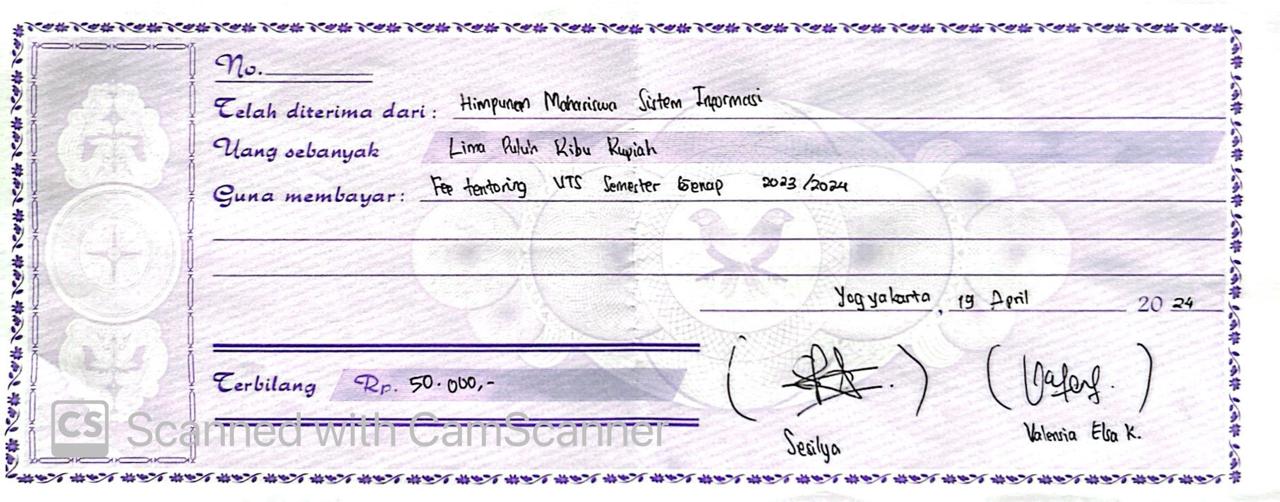 No.
Telah diterima dari : Himpunan Mahasiswa Sistem Informasi
Uang sebanyak Lima Puluh Ribu Rupiah
Guna membayar : Fee tentoring UTS Semester Genap 2023/2024
Yogyakarta, 19 April 2024
Terbilang Rp. 50.000,-
Sesilya
Valensia Elsa K.
CS Scanned with CamScanner